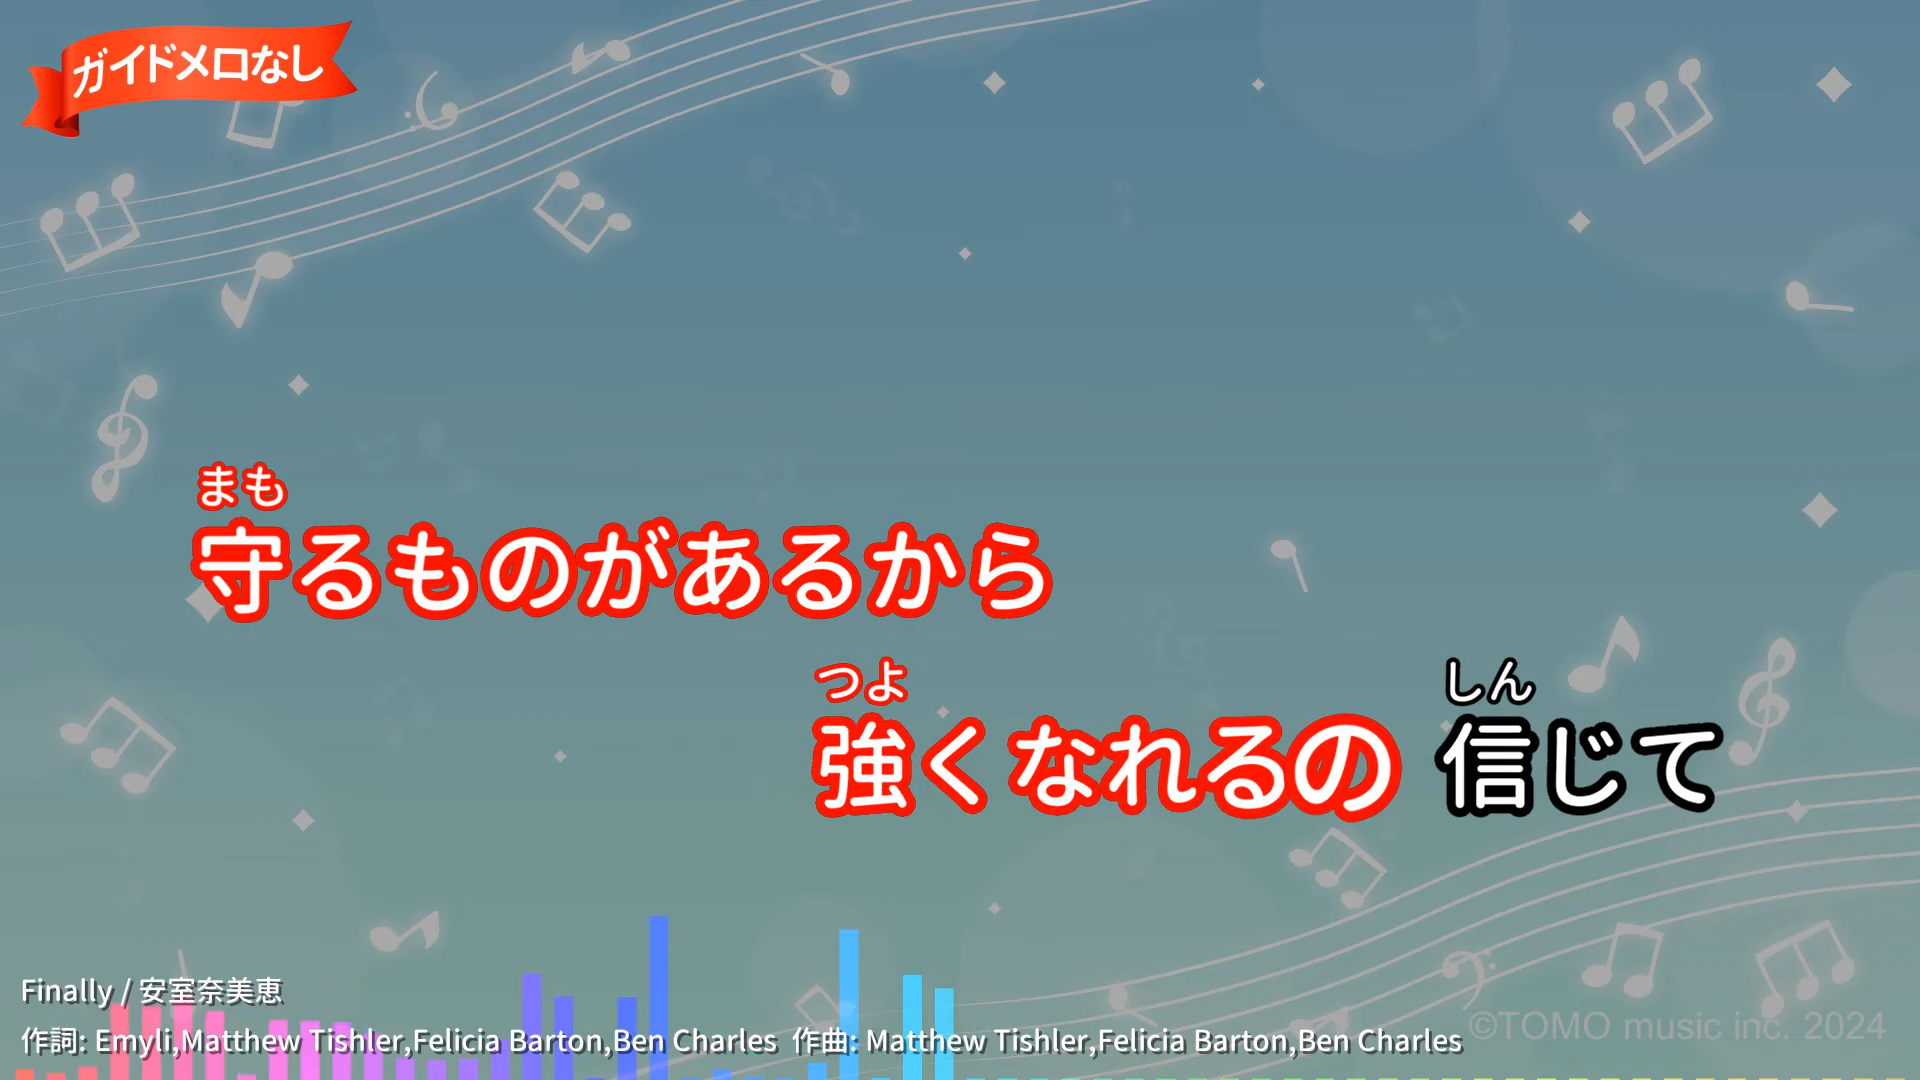 ガイドメロなし
まも
守るものがあるから
つよ しん
強くなれるの 信じて
Finally / 安室奈美恵
作詞: Emyli,Matthew Tishler,Felicia Barton,Ben Charles 作曲: Matthew Tishler,Felicia Barton,Ben Charles
©TOMO music inc. 2024